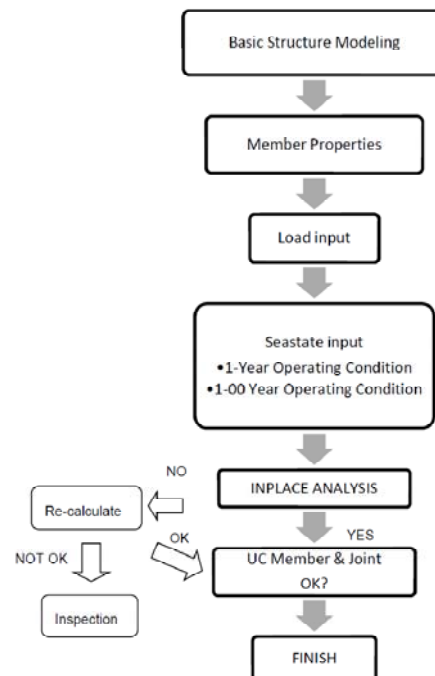 Basic Structure Modeling
Member Properties
Load input
Seastate input
•1-Year Operating Condition
•1-00 Year Operating Condition
NO
INPLACE ANALYSIS
Re-calculate
YES
OK
NOT OK
UC Member & Joint
OK?
Inspection
FINISH